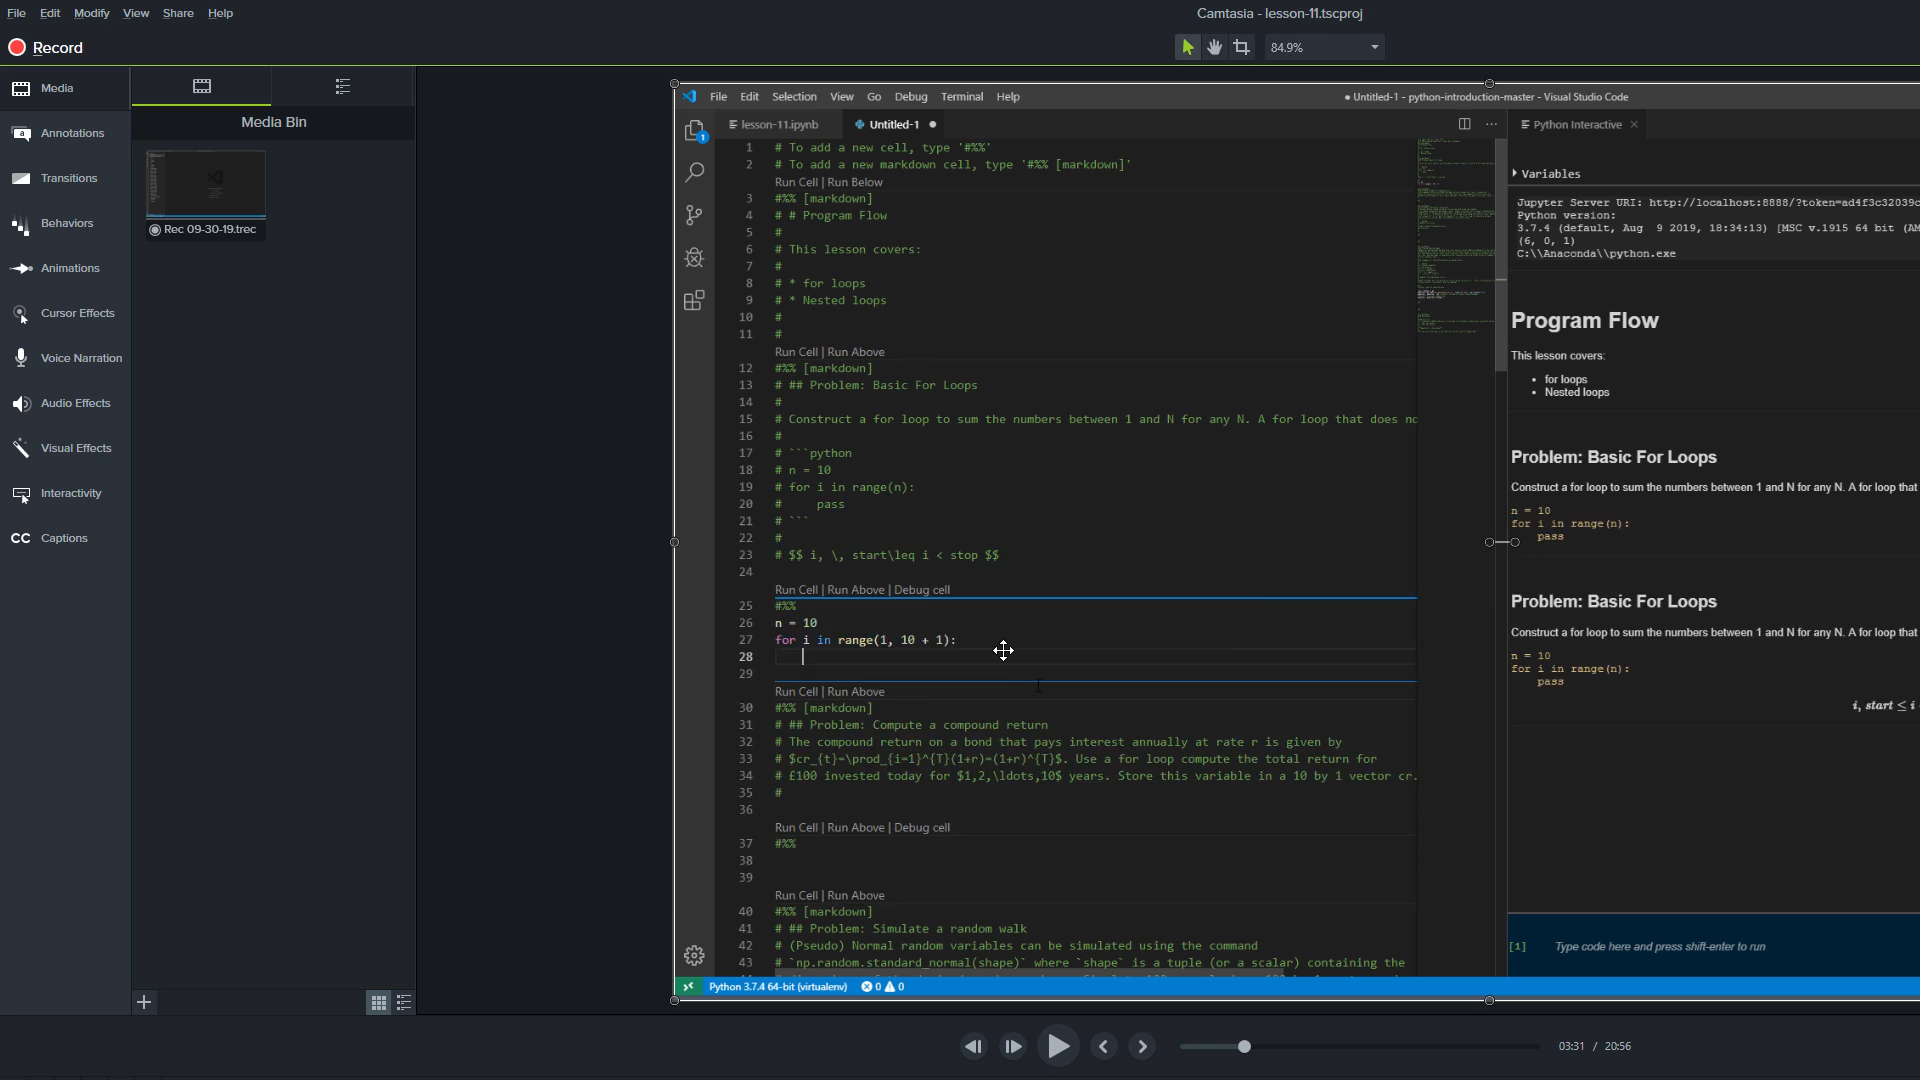 File Edit Modify View Share Help
Camtasia - lesson-11.tscproj
Record
84.9%
Media
Annotations
Transitions
Behaviors
Animations
Cursor Effects
Voice Narration
Audio Effects
Visual Effects
Interactivity
CC Captions
Media Bin
Rec 09-30-19.trec
File Edit Selection View Go Debug Terminal Help
● Untitled-1 - python-introduction-master - Visual Studio Code
1
lesson-11.ipynb
Untitled-1 ●
1 # To add a new cell, type '#%%'
2 # To add a new markdown cell, type '#%% [markdown]'
Run Cell | Run Below
3 #%% [markdown]
4 # # Program Flow
5 #
6 # This lesson covers:
7 #
8 # * for loops
9 # * Nested loops
10 #
11 #
Run Cell | Run Above
12 #%% [markdown]
13 # ## Problem: Basic For Loops
14 #
15 # Construct a for loop to sum the numbers between 1 and N for any N. A for loop that does
16 #
17 # ```python
18 # n = 10
19 # for i in range(n):
20 #     pass
21 # ```
22 #
23 # $$ i, \, start\leq i < stop $$
24
Run Cell | Run Above | Debug cell
25 #%%
26 n = 10
27 for i in range(1, 10 + 1):
28
29
Run Cell | Run Above
30 #%% [markdown]
31 # ## Problem: Compute a compound return
32 # The compound return on a bond that pays interest annually at rate r is given by
33 # $cr_{t}=\prod_{i=1}^{T}(1+r)=(1+r)^{T}$. Use a for loop compute the total return for
34 # £100 invested today for $1,2,\ldots,10$ years. Store this variable in a 10 by 1 vector cr.
35 #
36
Run Cell | Run Above | Debug cell
37 #%%
38
39
Run Cell | Run Above
40 #%% [markdown]
41 # ## Problem: Simulate a random walk
42 # (Pseudo) Normal random variables can be simulated using the command
43 # `np.random.standard_normal(shape)` where `shape` is a tuple (or a scalar) containing the
Python 3.7.4 64-bit (virtualenv) 0 0
Python Interactive
Variables
Jupyter Server URI: http://localhost:8888/?token=ad4f3c32039c
Python version:
3.7.4 (default, Aug  9 2019, 18:34:13) [MSC v.1915 64 bit (AM
(6, 0, 1)
C:\\Anaconda\\python.exe
Program Flow
This lesson covers:
• for loops
• Nested loops
Problem: Basic For Loops
Construct a for loop to sum the numbers between 1 and N for any N. A for loop that
n = 10
for i in range(n):
    pass
Problem: Basic For Loops
Construct a for loop to sum the numbers between 1 and N for any N. A for loop that
n = 10
for i in range(n):
    pass
i, start ≤ i
[1] Type code here and press shift-enter to run
03:31 / 20:56